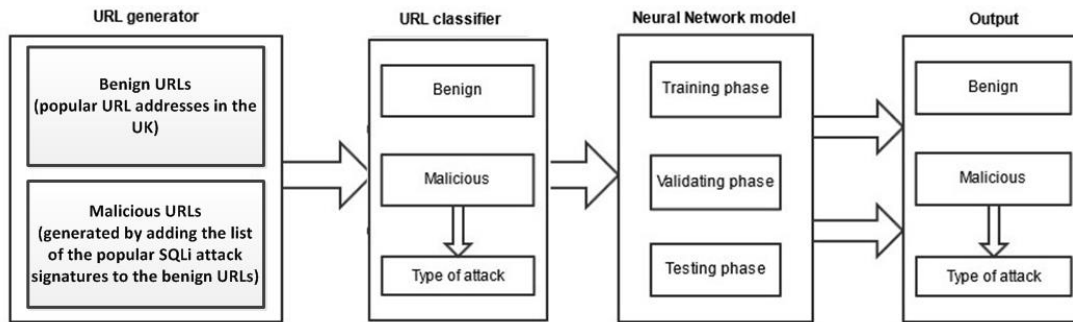 URL generator
Benign URLs
(popular URL addresses in the
UK)
Malicious URLs
(generated by adding the list
of the popular SQLi attack
signatures to the benign URLs)
URL classifier
Benign
Malicious
Type of attack
Neural Network model
Training phase
Validating phase
Testing phase
Output
Benign
Malicious
Type of attack